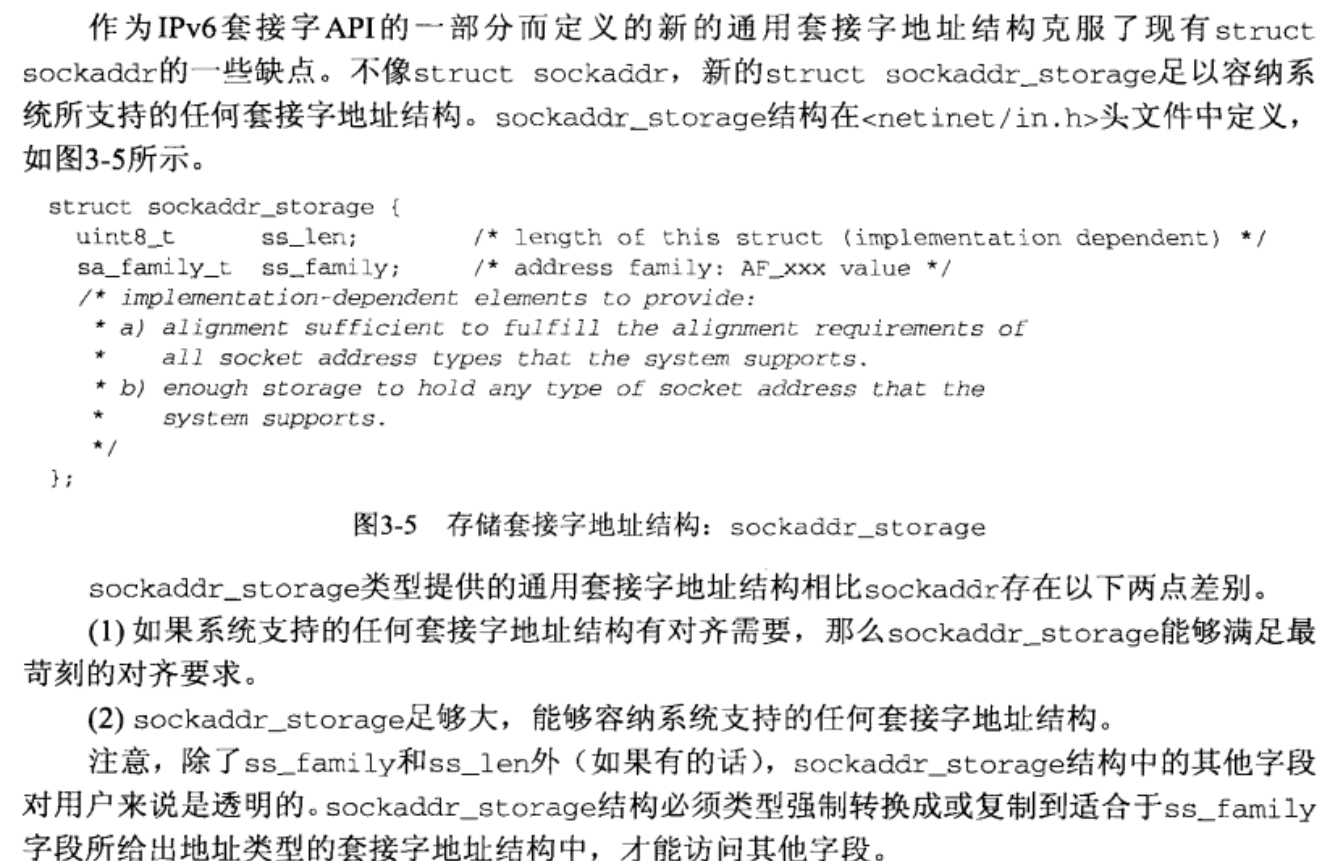 作为IPv6套接字API的一部分而定义的新的通用套接字地址结构克服了现有struct
sockaddr的一些缺点。不像struct sockaddr，新的struct sockaddr_storage足以容纳系
统所支持的任何套接字地址结构。sockaddr_storage结构在<netinet/in.h>头文件中定义，
如图3-5所示。
struct sockaddr_storage {
  uint8_t      ss_len;        /* length of this struct (implementation dependent) */
  sa_family_t  ss_family;     /* address family: AF_xxx value */
  /* implementation-dependent elements to provide:
   * a) alignment sufficient to fulfill the alignment requirements of
   *    all socket address types that the system supports.
   * b) enough storage to hold any type of socket address that the
   *    system supports.
   */
};
图3-5 存储套接字地址结构：sockaddr_storage
sockaddr_storage类型提供的通用套接字地址结构相比sockaddr存在以下两点差别。
(1) 如果系统支持的任何套接字地址结构有对齐需要，那么sockaddr_storage能够满足最
苛刻的对齐要求。
(2) sockaddr_storage足够大，能够容纳系统支持的任何套接字地址结构。
注意，除了ss_family和ss_len外（如果有的话），sockaddr_storage结构中的其他字段
对用户来说是透明的。sockaddr_storage结构必须类型强制转换成或复制到适合于ss_family
字段所给出地址类型的套接字地址结构中，才能访问其他字段。